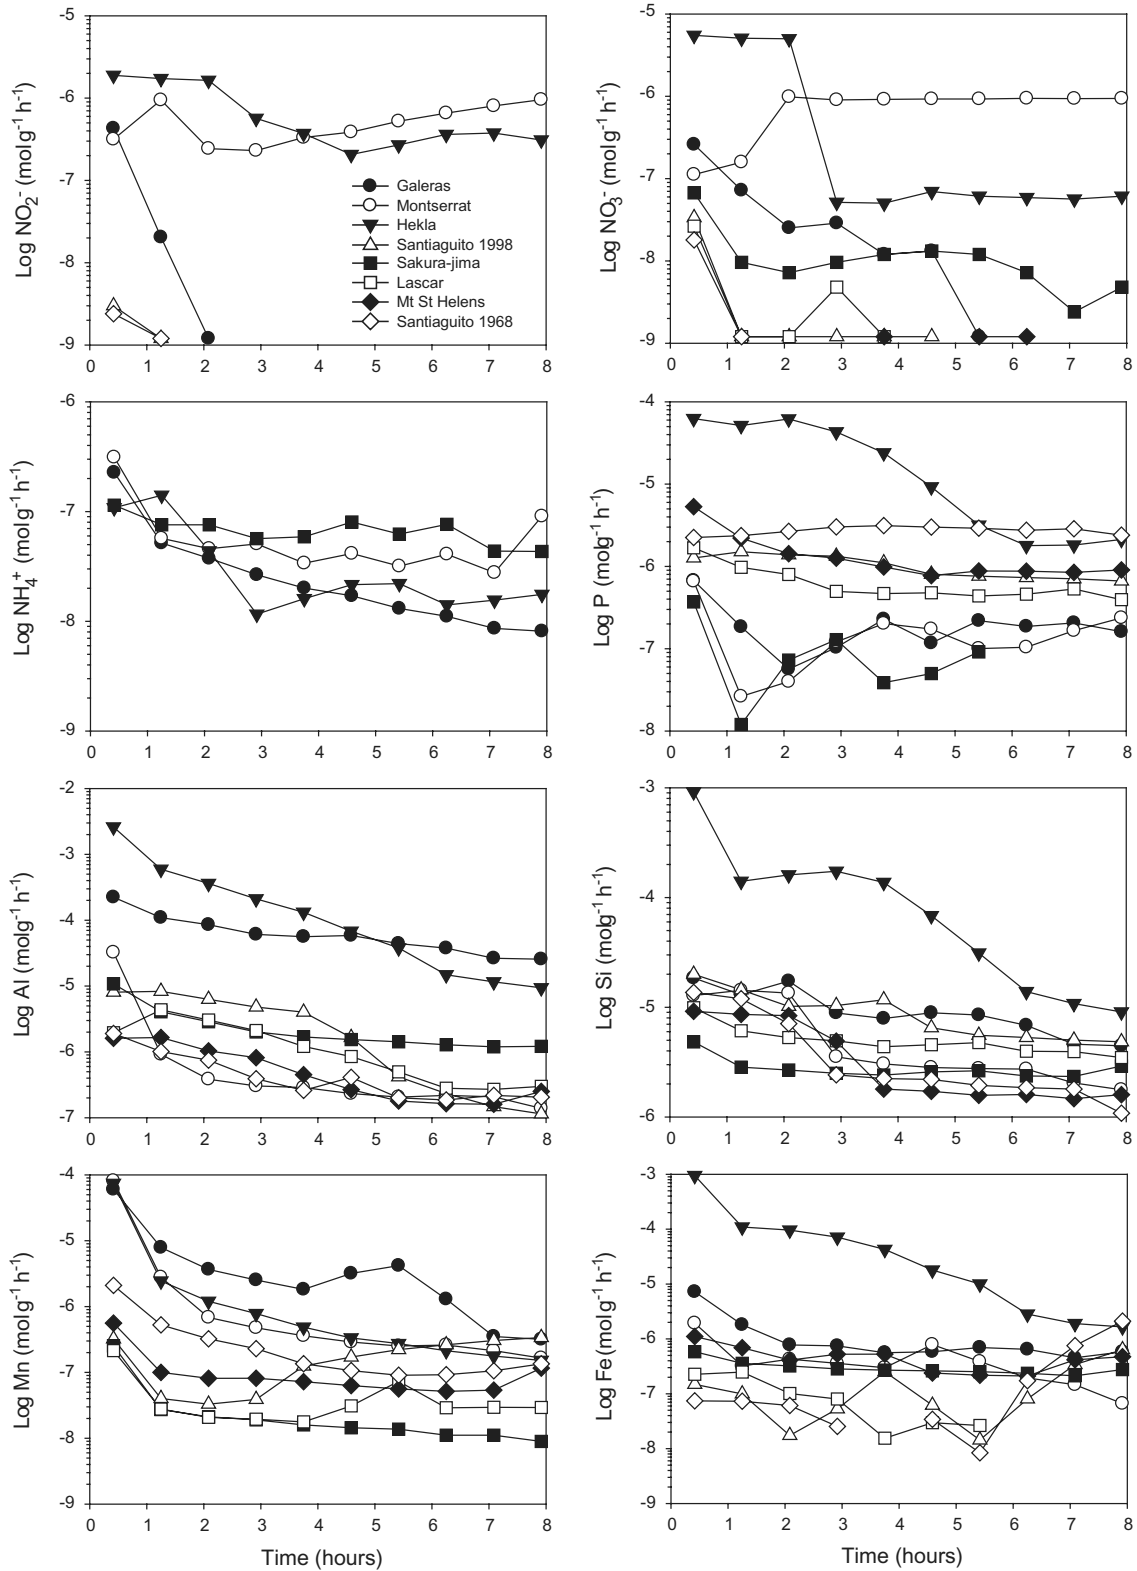 -5
-6
-7
-8
-9
Log NO₂⁻ (molg⁻¹ h⁻¹)
Galeras
Montserrat
Hekla
Santiaguito 1998
Sakura-jima
Lascar
Mt St Helens
Santiaguito 1968
0 1 2 3 4 5 6 7 8
-5
-6
-7
-8
-9
Log NO₃⁻ (molg⁻¹ h⁻¹)
0 1 2 3 4 5 6 7 8
-6
-7
-8
-9
Log NH₄⁺ (molg⁻¹ h⁻¹)
0 1 2 3 4 5 6 7 8
-4
-5
-6
-7
-8
Log P (molg⁻¹ h⁻¹)
0 1 2 3 4 5 6 7 8
-2
-3
-4
-5
-6
-7
Log Al (molg⁻¹ h⁻¹)
0 1 2 3 4 5 6 7 8
-3
-4
-5
-6
Log Si (molg⁻¹ h⁻¹)
0 1 2 3 4 5 6 7 8
-4
-5
-6
-7
-8
-9
Log Mn (molg⁻¹ h⁻¹)
0 1 2 3 4 5 6 7 8
Time (hours)
-3
-4
-5
-6
-7
-8
-9
Log Fe (molg⁻¹ h⁻¹)
0 1 2 3 4 5 6 7 8
Time (hours)